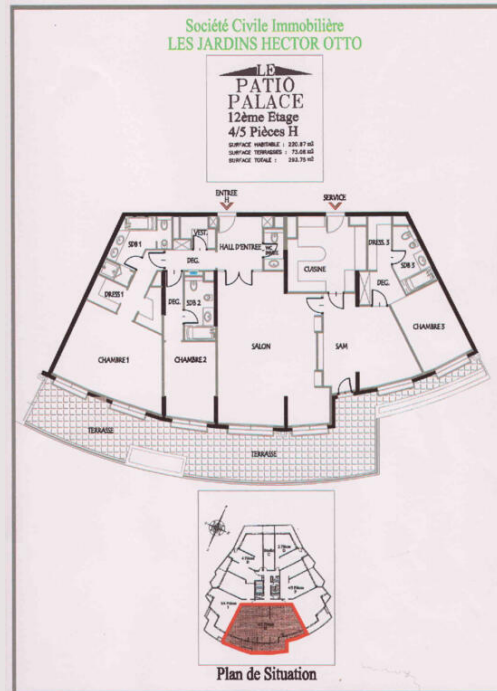 Société Civile Immobilière
LES JARDINS HECTOR OTTO
LE
PATIO
PALACE
12ème Etage
4/5 Pièces H
SURFACE HABITABLE : 220.67 m2
SURFACE TERRASSES : 73.08 m2
SURFACE TOTALE : 293.75 m2
ENTREE
H
SERVICE
SDB 1
VEST.
HALL D'ENTREE
WC
CUISINE
DRESS. 3
SDB 3
DEG.
DRESS 1
DEG.
SDB 2
DEG.
CHAMBRE 1
CHAMBRE 2
SALON
SAM
CHAMBRE 3
TERRASSE
TERRASSE
Plan de Situation